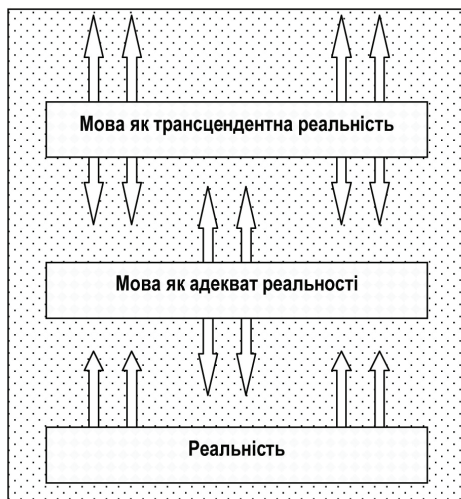 Мова як трансцендентна реальність
Мова як адекват реальності
Реальність